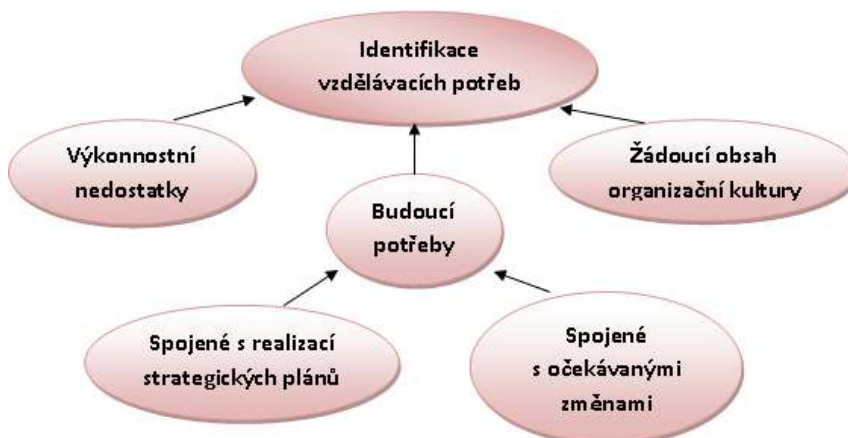 Identifikace
vzdělávacích potřeb
Výkonnostní
nedostatky
Žádoucí obsah
organizační kultury
Budoucí
potřeby
Spojené s realizací
strategických plánů
Spojené
s očekávanými
změnami